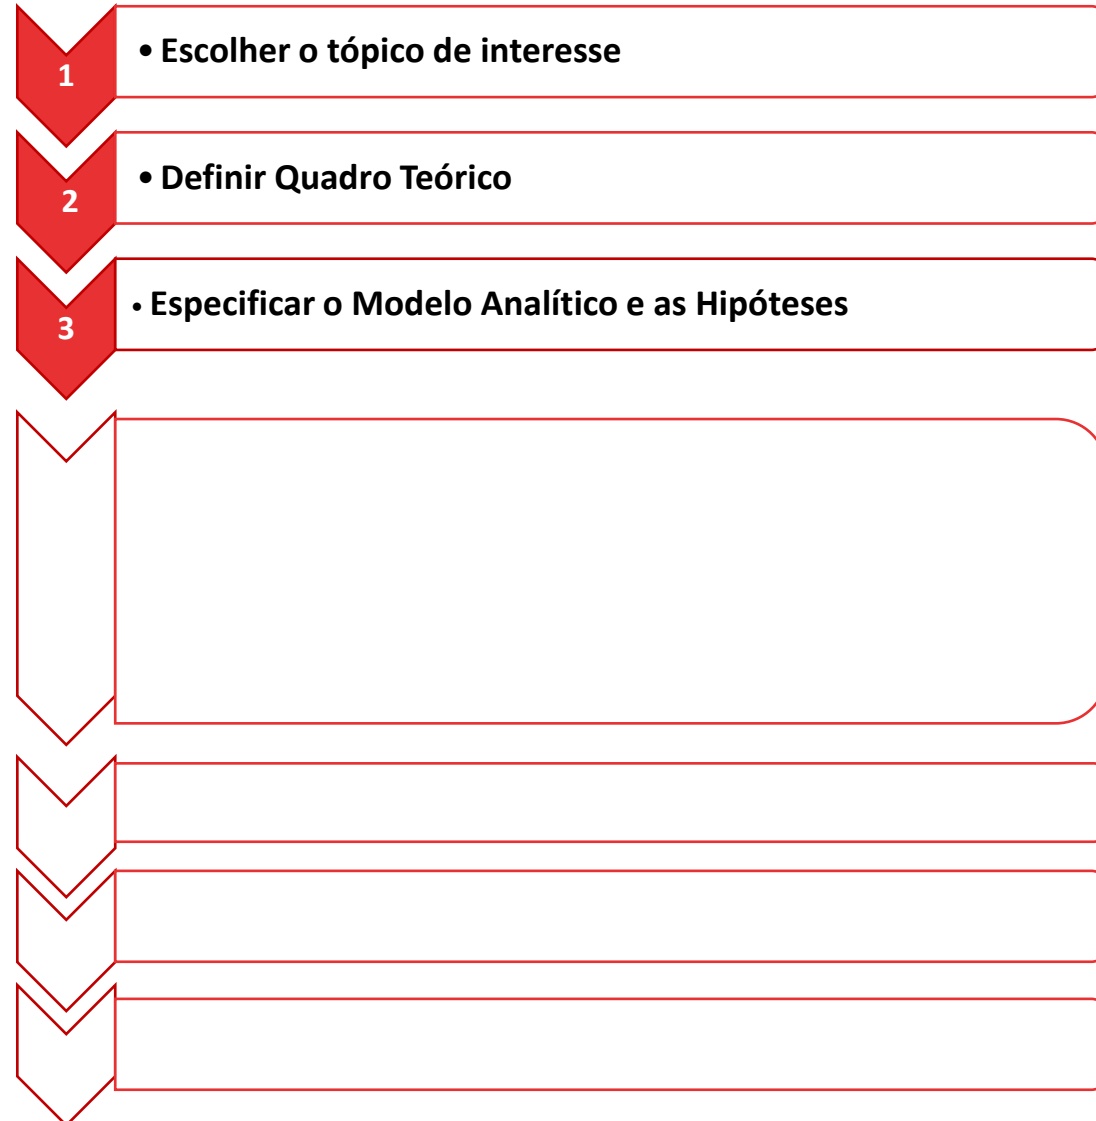 1
• Escolher o tópico de interesse
2
• Definir Quadro Teórico
3
• Especificar o Modelo Analítico e as Hipóteses